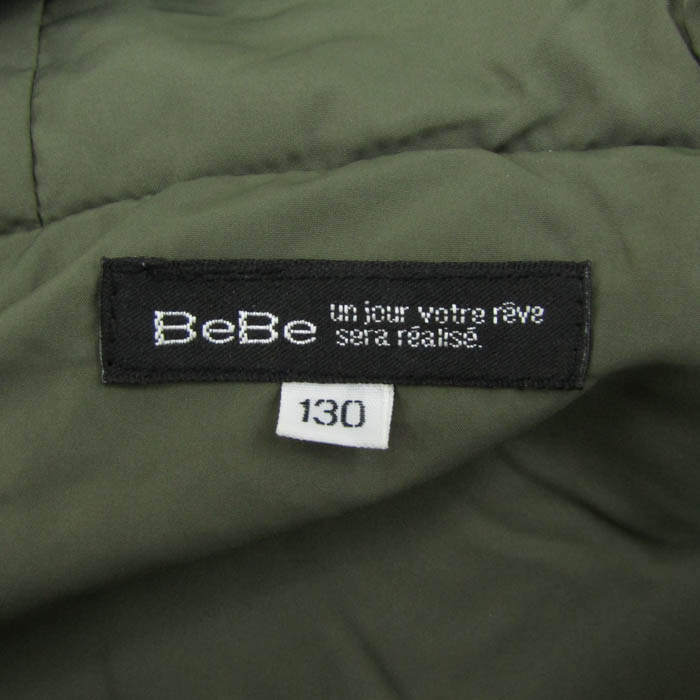 BeBe
un jour votre rêve
sera réalisé.
130